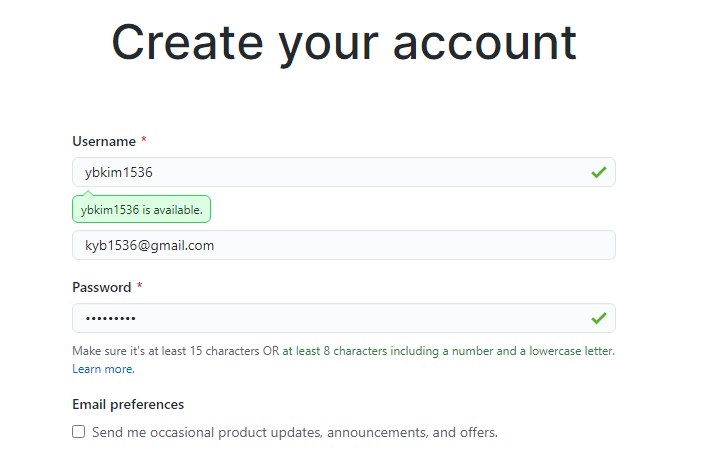 Create your account
Username *
ybkim1536
ybkim1536 is available.
kyb1536@gmail.com
Password *
•••••••••
Make sure it's at least 15 characters OR at least 8 characters including a number and a lowercase letter.
Learn more.
Email preferences
Send me occasional product updates, announcements, and offers.